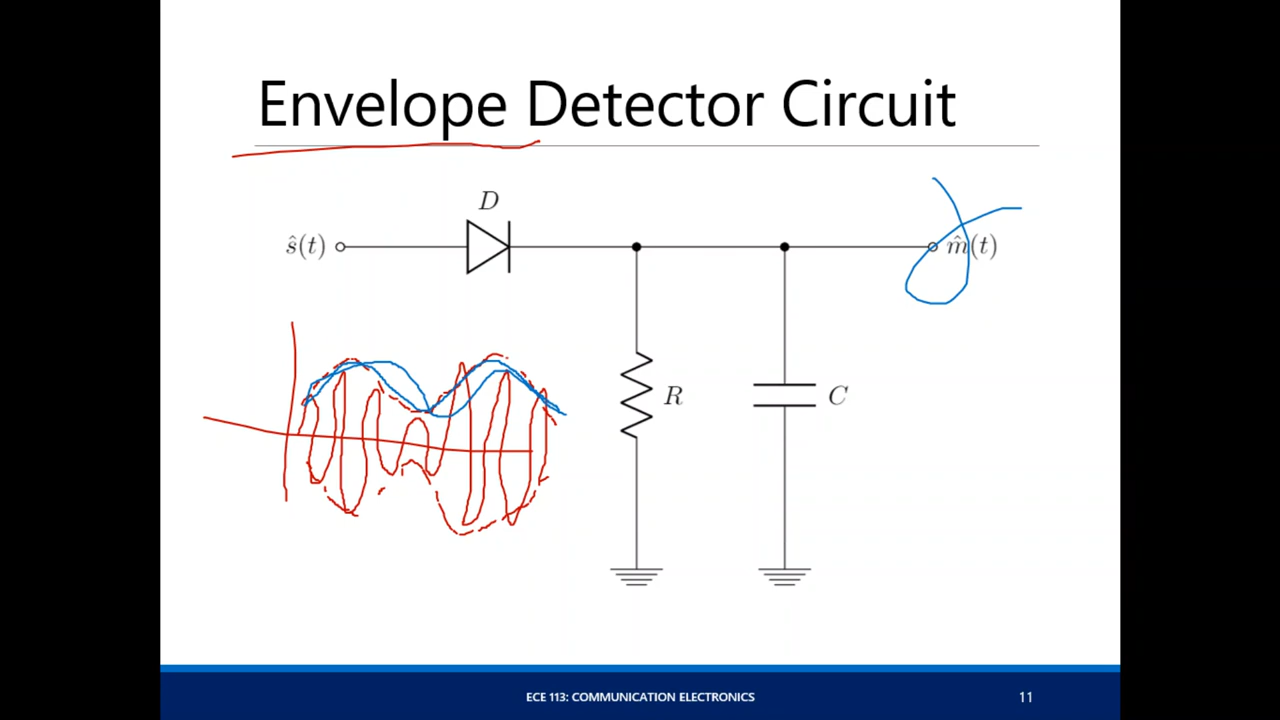 Envelope Detector Circuit
D
ŝ(t)
m̂(t)
R
C
ECE 113: COMMUNICATION ELECTRONICS
11